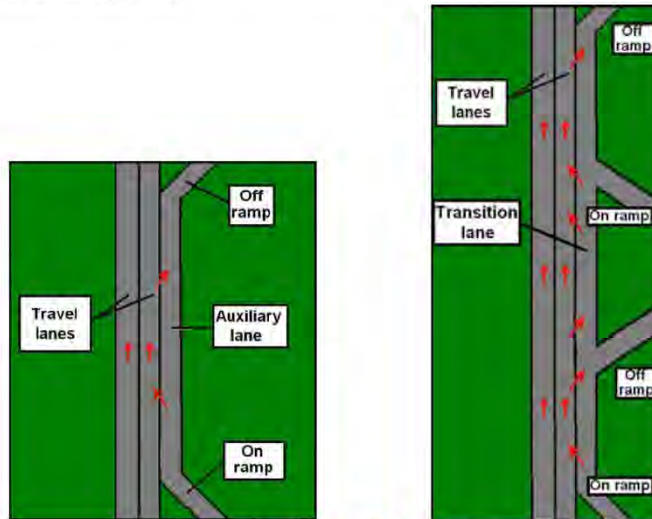 Off
ramp
Travel
lanes
Auxiliary
lane
On
ramp
Off
ramp
Travel
lanes
Transition
lane
On ramp
Off
ramp
On ramp